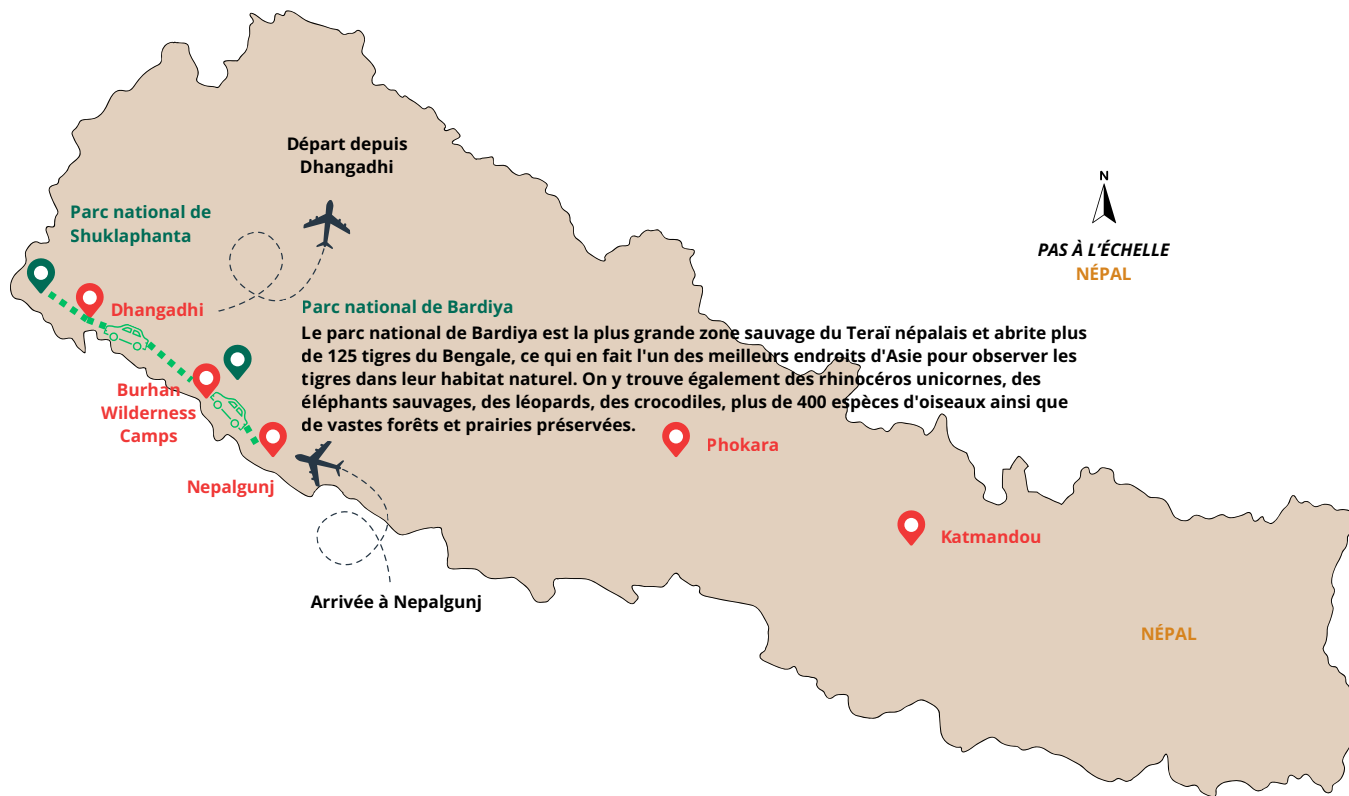 Départ depuis
Dhangadhi
N
Parc national de
Shuklaphanta
PAS À L’ÉCHELLE
NÉPAL
Dhangadhi
Parc national de Bardiya
Le parc national de Bardiya est la plus grande zone sauvage du Teraï népalais et abrite plus
de 125 tigres du Bengale, ce qui en fait l'un des meilleurs endroits d'Asie pour observer les
tigres dans leur habitat naturel. On y trouve également des rhinocéros unicornes, des
éléphants sauvages, des léopards, des crocodiles, plus de 400 espèces d'oiseaux ainsi que
de vastes forêts et prairies préservées.
Burhan
Wilderness
Camps
Phokara
Nepalgunj
Katmandou
Arrivée à Nepalgunj
NÉPAL